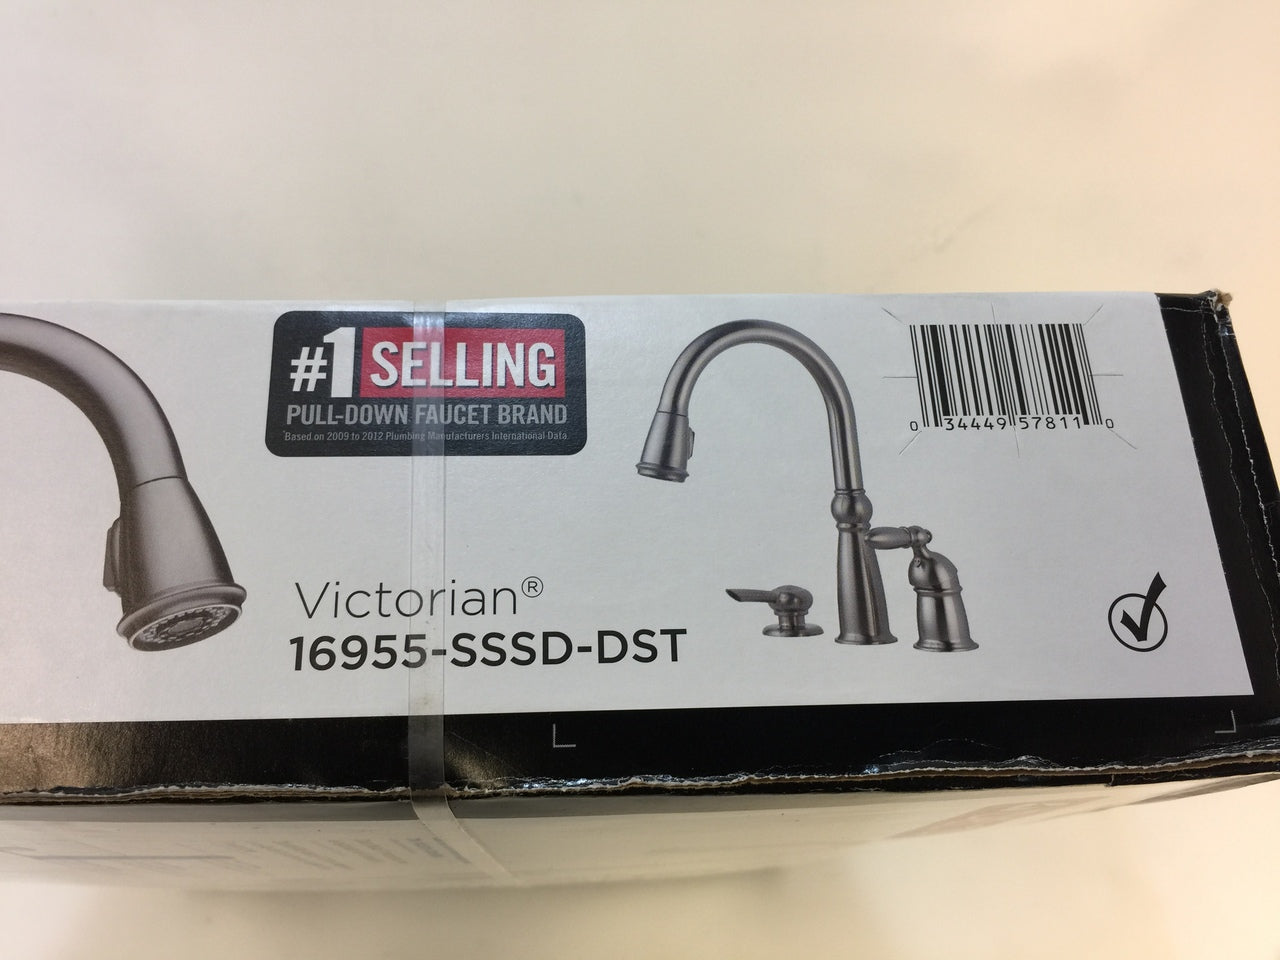 #1 SELLING
PULL-DOWN FAUCET BRAND
*Based on 2009 to 2012 Plumbing Manufacturers International Data.
Victorian®
16955-SSSD-DST
0 34449 57811 0